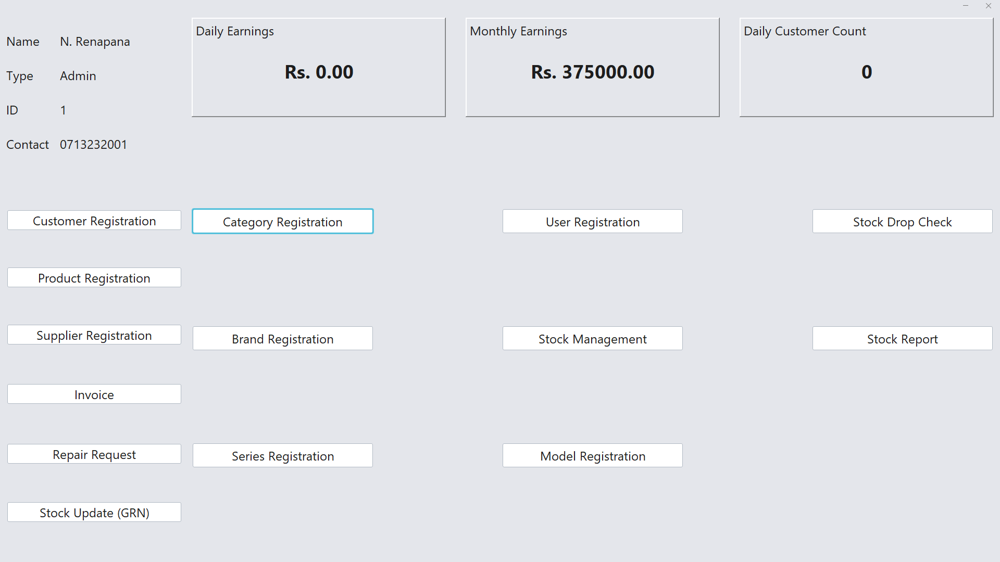 Name N. Renapana
Type Admin
ID 1
Contact 0713232001
Daily Earnings
Rs. 0.00
Monthly Earnings
Rs. 375000.00
Daily Customer Count
0
Customer Registration
Product Registration
Supplier Registration
Invoice
Repair Request
Stock Update (GRN)
Category Registration
User Registration
Stock Drop Check
Brand Registration
Stock Management
Stock Report
Series Registration
Model Registration